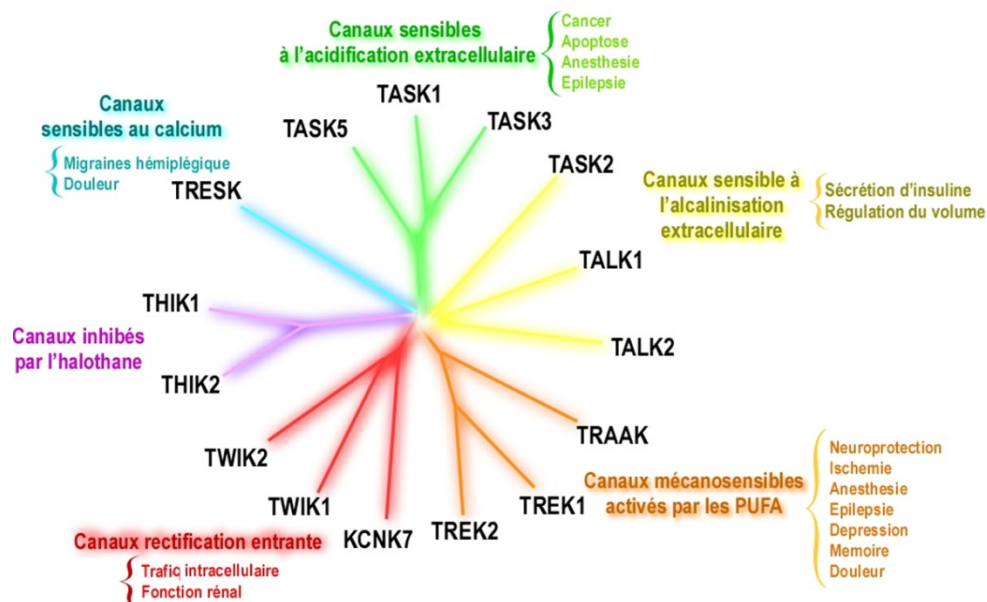 Canaux sensibles
à l'acidification extracellulaire
Cancer
Apoptose
Anesthesie
Epilepsie
TASK1
TASK5
TASK3
TASK2
Canaux
sensibles au calcium
Migraines hémiplégique
Douleur
TRESK
Canaux sensible à
l'alcalinisation
extracellulaire
Sécrétion d'insuline
Régulation du volume
TALK1
TALK2
THIK1
Canaux inhibés
par l'halothane
THIK2
TWIK2
TWIK1
KCNK7
TREK2
TREK1
TRAAK
Canaux mécanosensibles
activés par les PUFA
Neuroprotection
Ischemie
Anesthesie
Epilepsie
Depression
Memoire
Douleur
Canaux rectification entrante
Trafic intracellulaire
Fonction rénal